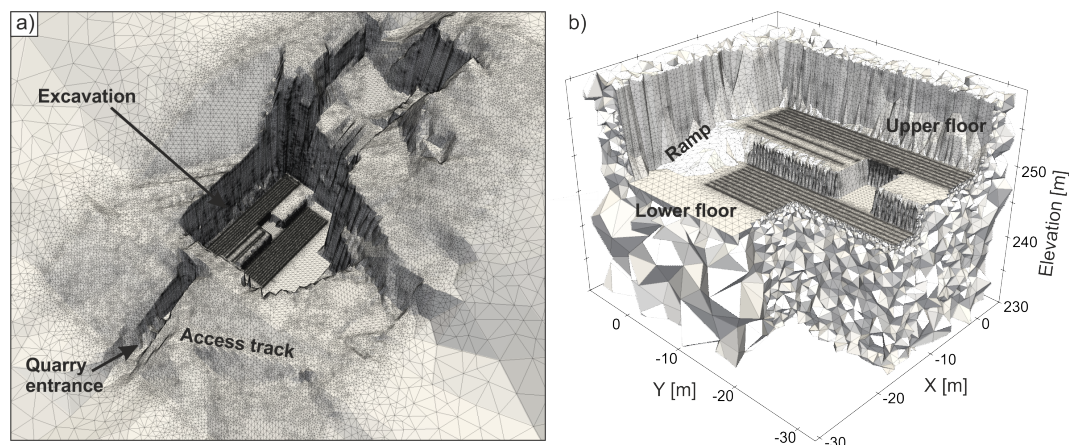 a)
Excavation
Access track
Quarry
entrance
b)
Upper floor
Ramp
Lower floor
250
240
230
Elevation [m]
0
-10
-20
-30
Y [m]
0
-10
-20
-30
X [m]